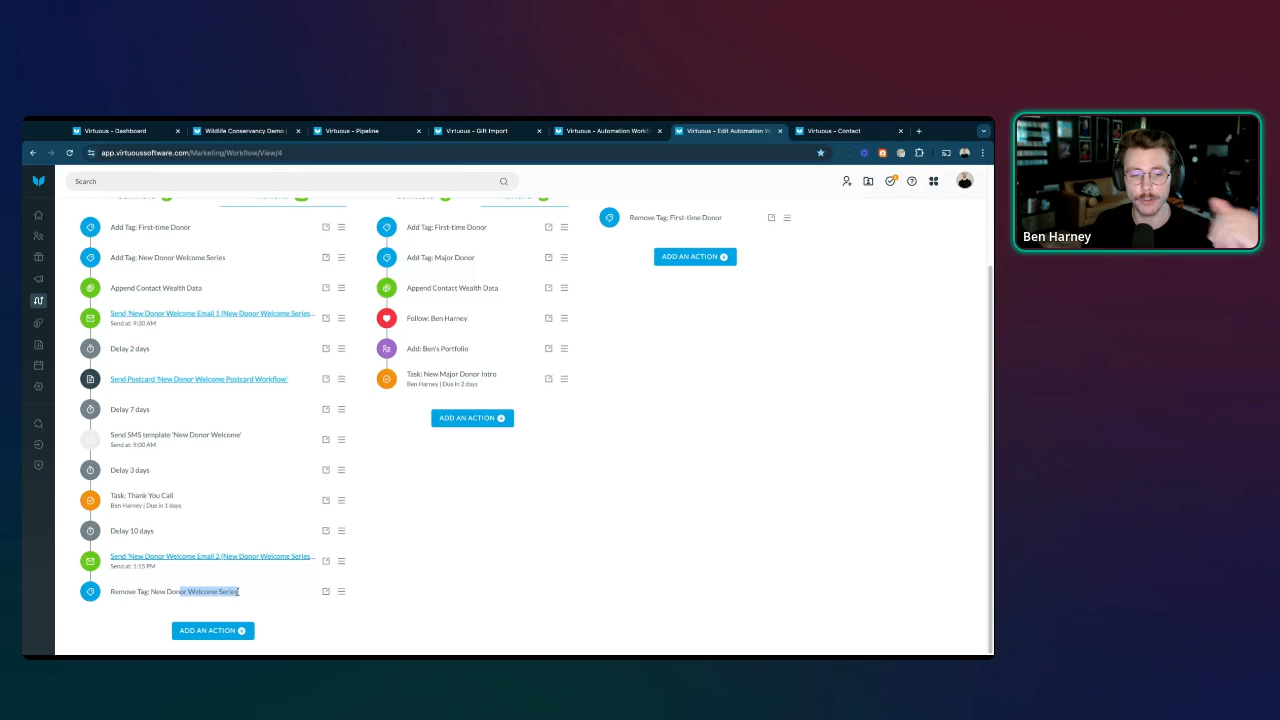 Virtuous - Dashboard
Wildlife Conservancy Demo
Virtuous - Pipeline
Virtuous - Gift Import
Virtuous - Automation Workf
Virtuous - Edit Automation W
Virtuous - Contact
app.virtuoussoftware.com/Marketing/Workflow/View/4
Search
Add Tag: First-time Donor
Add Tag: New Donor Welcome Series
Append Contact Wealth Data
Send 'New Donor Welcome Email 1 (New Donor Welcome Series...
Send at: 9:30 AM
Delay 2 days
Send Postcard 'New Donor Welcome Postcard Workflow'
Delay 7 days
Send SMS template 'New Donor Welcome'
Send at: 9:00 AM
Delay 3 days
Task: Thank You Call
Ben Harney | Due in 1 days
Delay 10 days
Send 'New Donor Welcome Email 2 (New Donor Welcome Series...
Send at: 1:15 PM
Remove Tag: New Donor Welcome Series
ADD AN ACTION
Add Tag: First-time Donor
Add Tag: Major Donor
Append Contact Wealth Data
Follow: Ben Harney
Add: Ben's Portfolio
Task: New Major Donor Intro
Ben Harney | Due in 2 days
ADD AN ACTION
Remove Tag: First-time Donor
ADD AN ACTION
Ben Harney